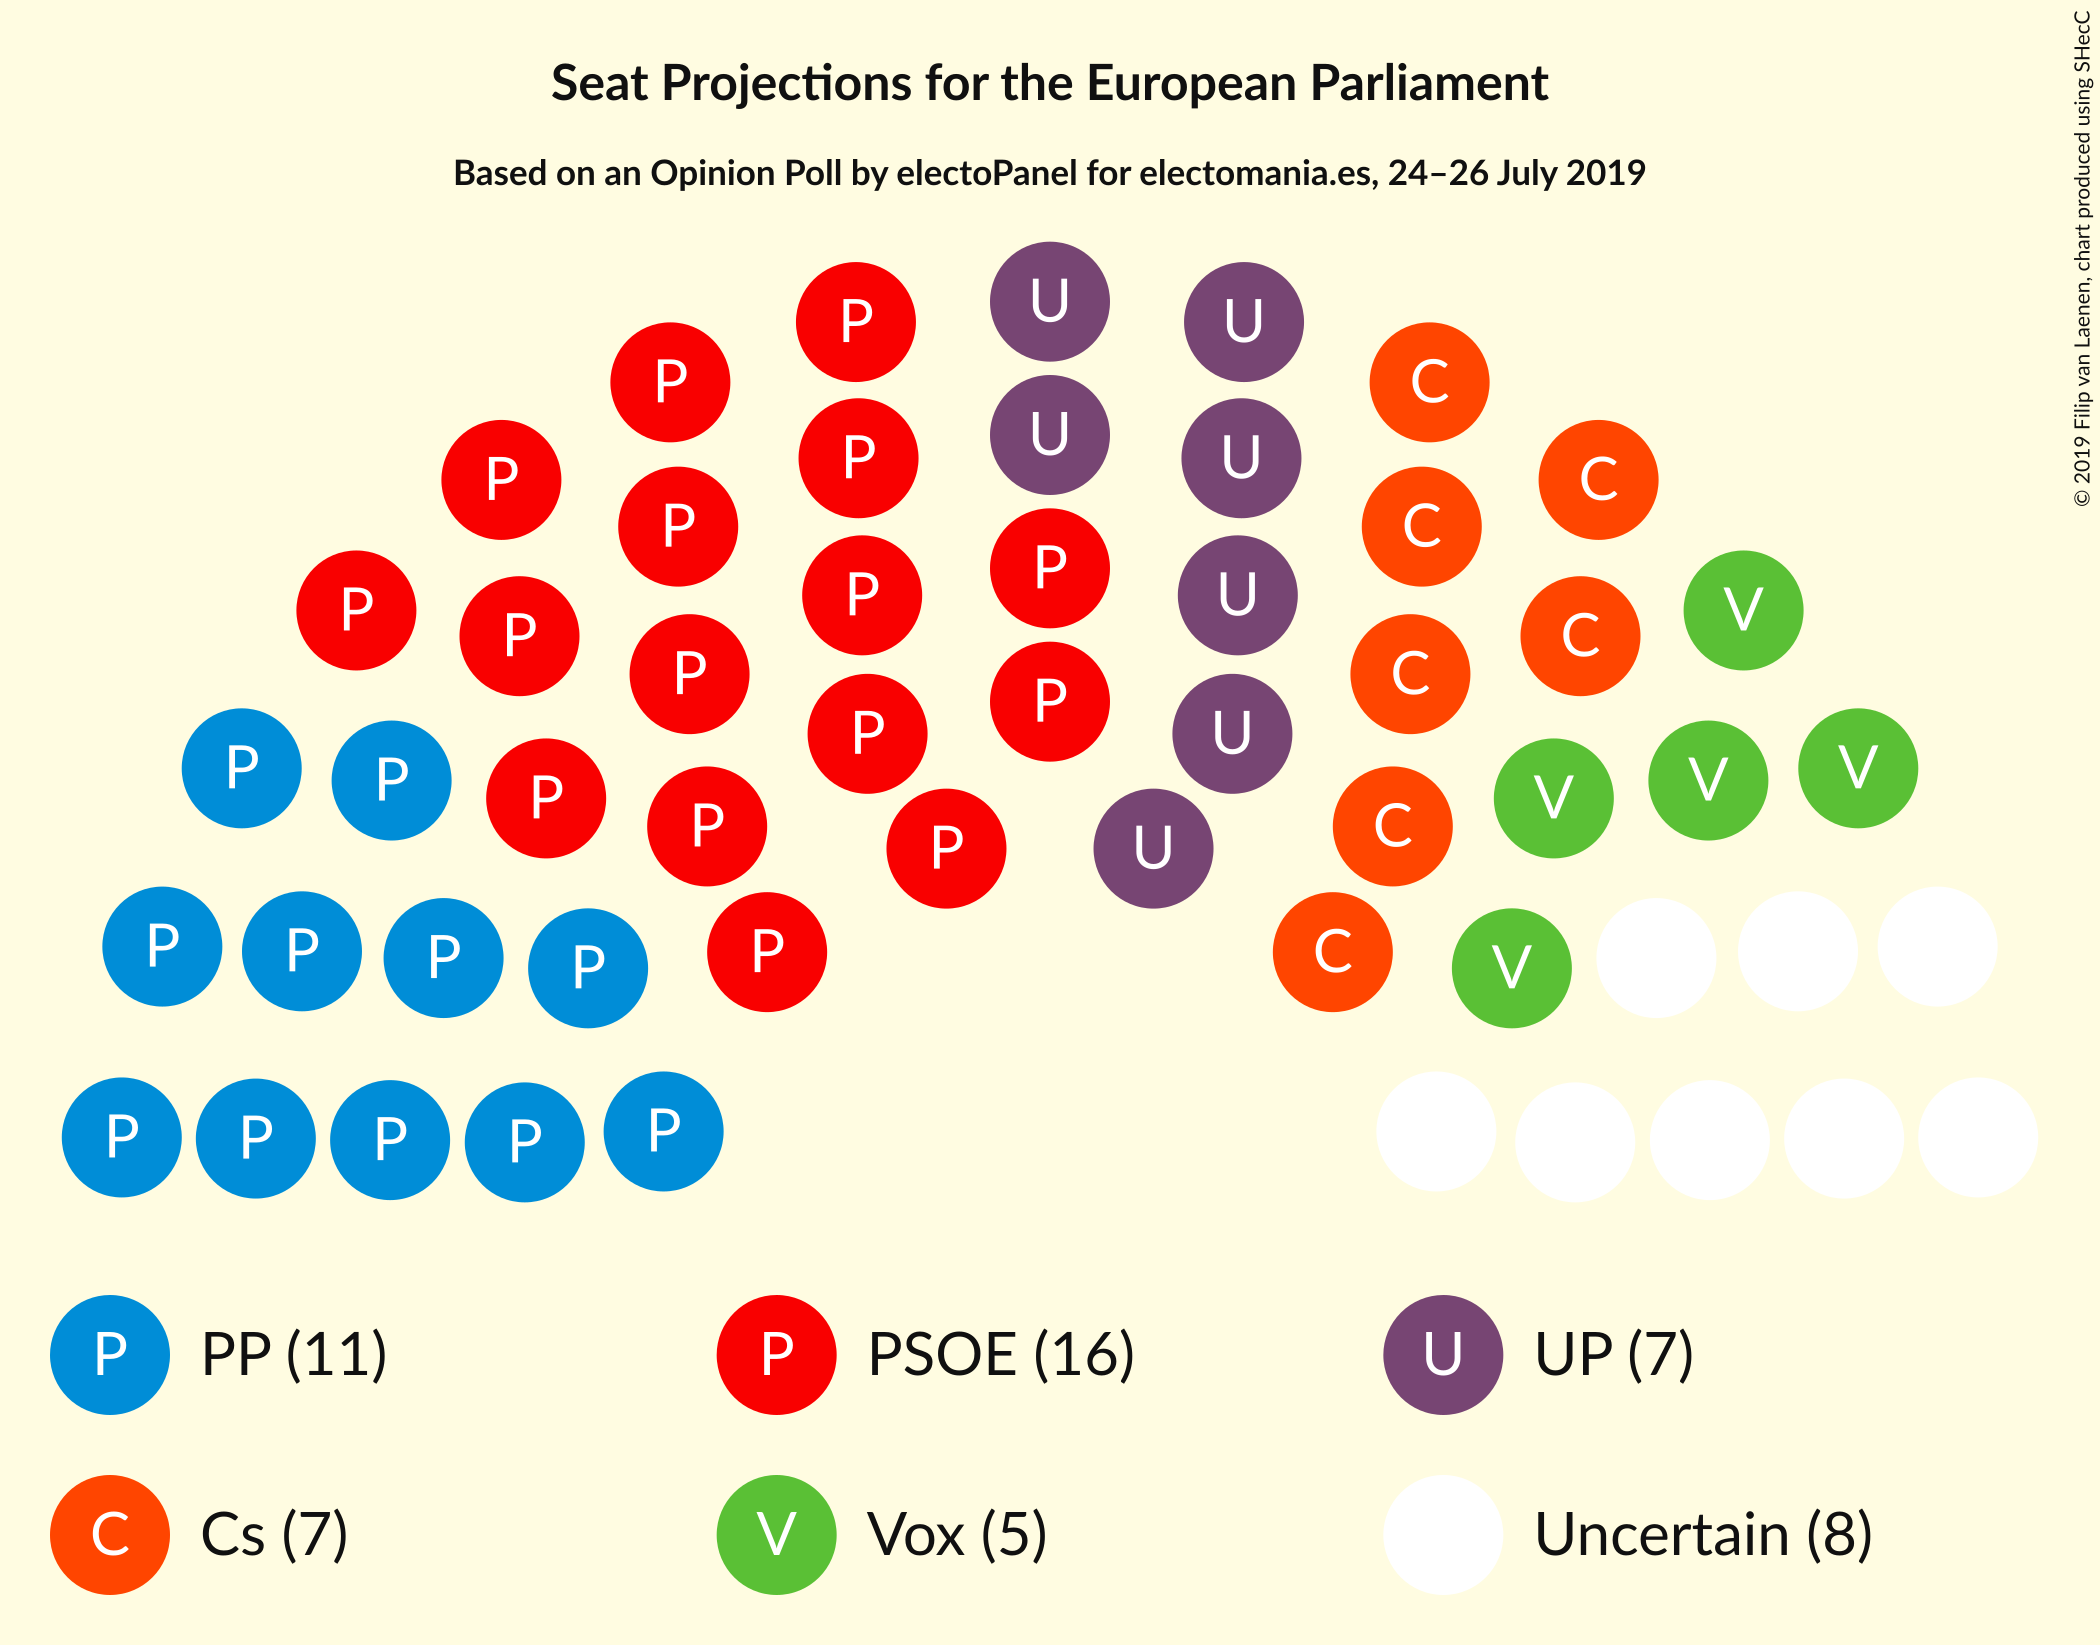 Seat Projections for the European Parliament
Based on an Opinion Poll by electoPanel for electomania.es, 24–26 July 2019
© 2019 Filip van Laenen, chart produced using SHecC
P U U
P C
P P U U C
P C C
P P P P U C V
P P C C
P P P U V V V
P P P P U C
P P P P P C V
P P P P P
P PP (11) P PSOE (16) U UP (7)
C Cs (7) V Vox (5) Uncertain (8)